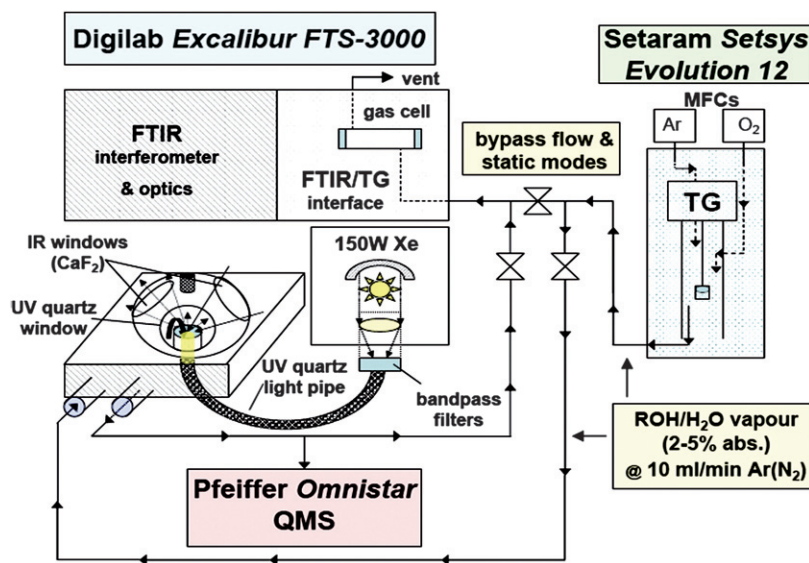 Digilab Excalibur FTS-3000
Setaram Setsys
Evolution 12
vent
gas cell
MFCs
Ar
O₂
FTIR
interferometer
& optics
FTIR/TG
interface
bypass flow &
static modes
TG
IR windows
(CaF₂)
UV quartz
window
150W Xe
UV quartz
light pipe
bandpass
filters
ROH/H₂O vapour
(2-5% abs.)
@ 10 ml/min Ar(N₂)
Pfeiffer Omnistar
QMS